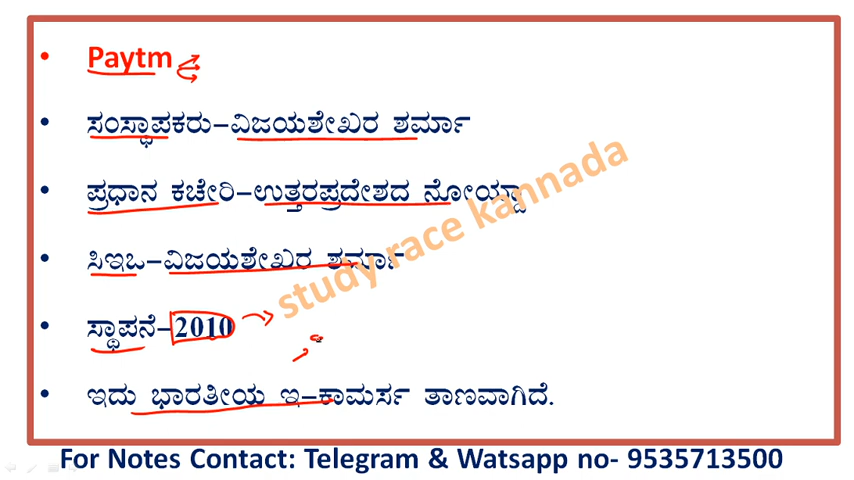 Paytm
ಸಂಸ್ಥಾಪಕರು-ವಿಜಯಶೇಖರ ಶರ್ಮಾ
ಪ್ರಧಾನ ಕಚೇರಿ-ಉತ್ತರಪ್ರದೇಶದ ನೋಯ್ಡಾ
ಸಿಇಒ-ವಿಜಯಶೇಖರ ಶರ್ಮಾ
ಸ್ಥಾಪನೆ-2010
ಇದು ಭಾರತೀಯ ಇ-ಕಾಮರ್ಸ ತಾಣವಾಗಿದೆ.
study race kannada
For Notes Contact: Telegram & Watsapp no- 9535713500